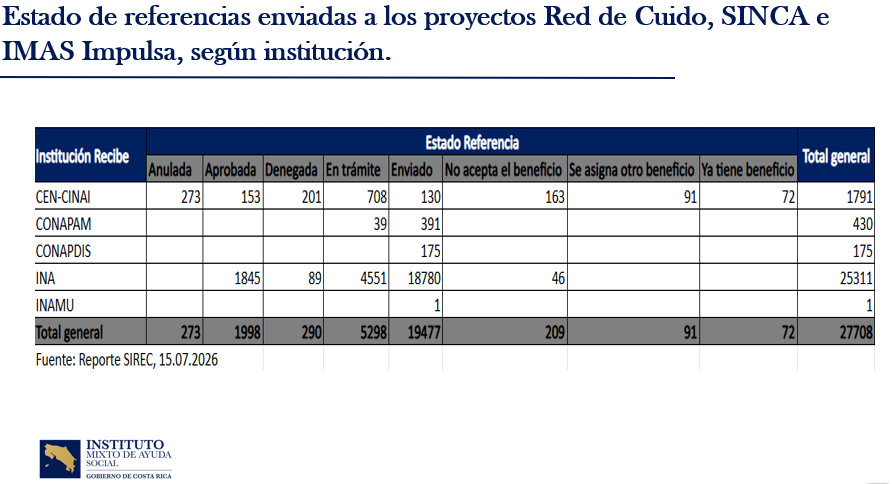 Estado de referencias enviadas a los proyectos Red de Cuido, SINCA e
IMAS Impulsa, según institución.
Institución Recibe Estado Referencia Total general
Anulada Aprobada Denegada En trámite Enviado No acepta el beneficio Se asigna otro beneficio Ya tiene beneficio
CEN-CINAI 273 153 201 708 130 163 91 72 1791
CONAPAM 39 391 430
CONAPDIS 175 175
INA 1845 89 4551 18780 46 25311
INAMU 1 1
Total general 273 1998 290 5298 19477 209 91 72 27708
Fuente: Reporte SIREC, 15.07.2026
INSTITUTO
MIXTO DE AYUDA
SOCIAL
GOBIERNO DE COSTA RICA